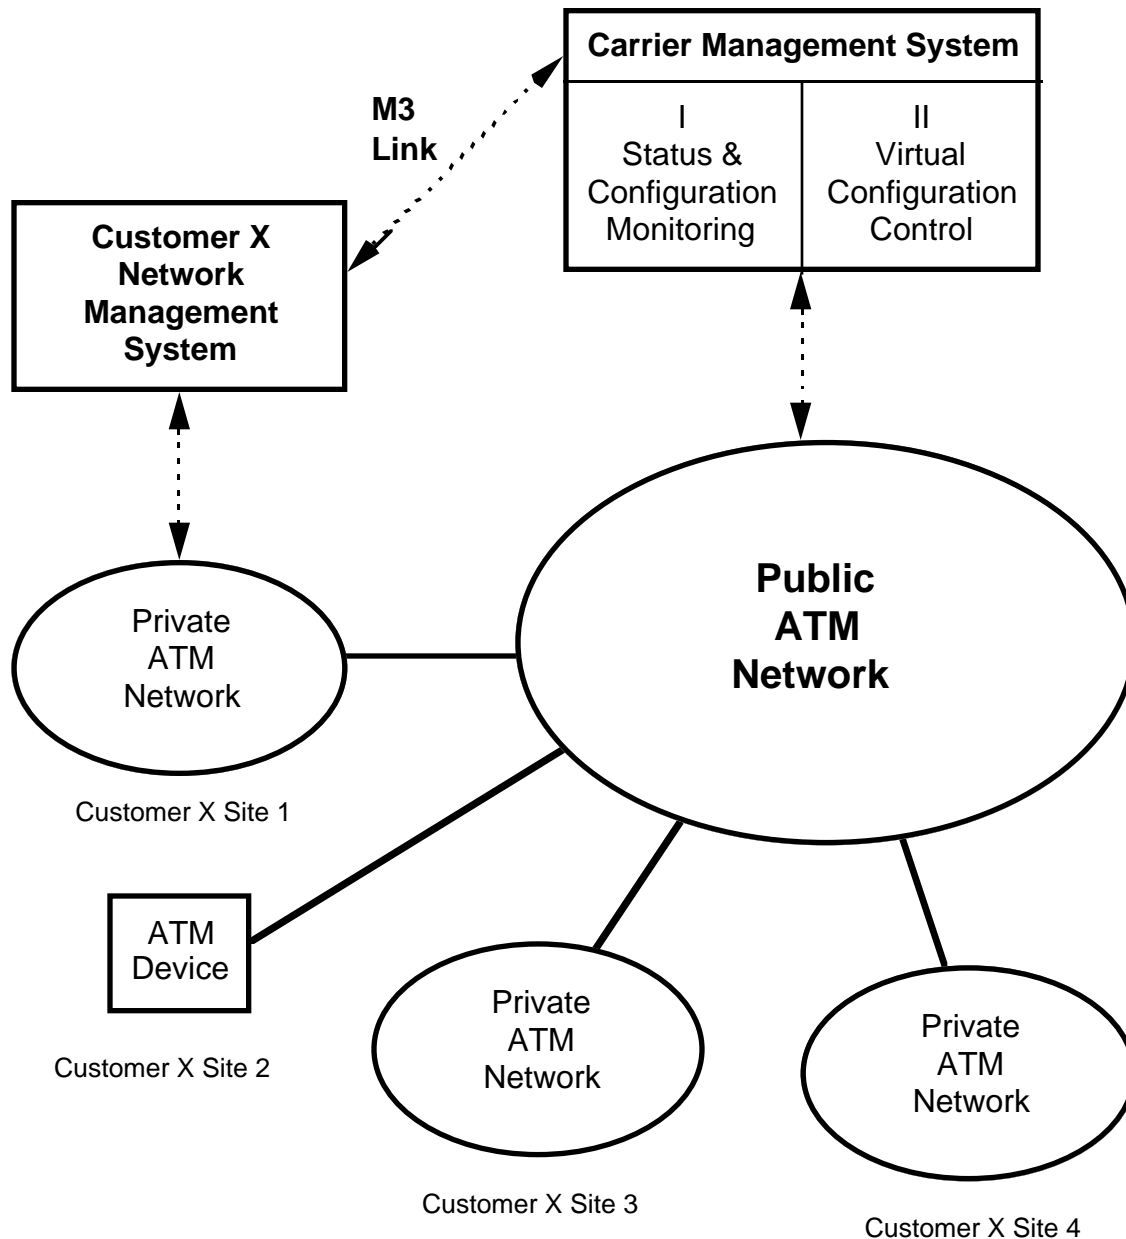 Carrier Management System
M3
Link
I
Status &
Configuration
Monitoring
II
Virtual
Configuration
Control
Customer X
Network
Management
System
Public
ATM
Network
Private
ATM
Network
Customer X Site 1
ATM
Device
Customer X Site 2
Private
ATM
Network
Customer X Site 3
Private
ATM
Network
Customer X Site 4